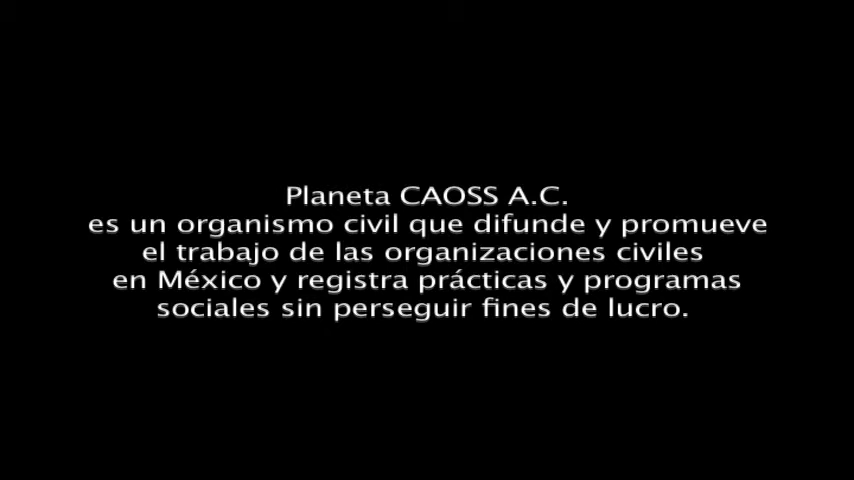 Planeta CAOSS A.C.
es un organismo civil que difunde y promueve
el trabajo de las organizaciones civiles
en México y registra prácticas y programas
sociales sin perseguir fines de lucro.